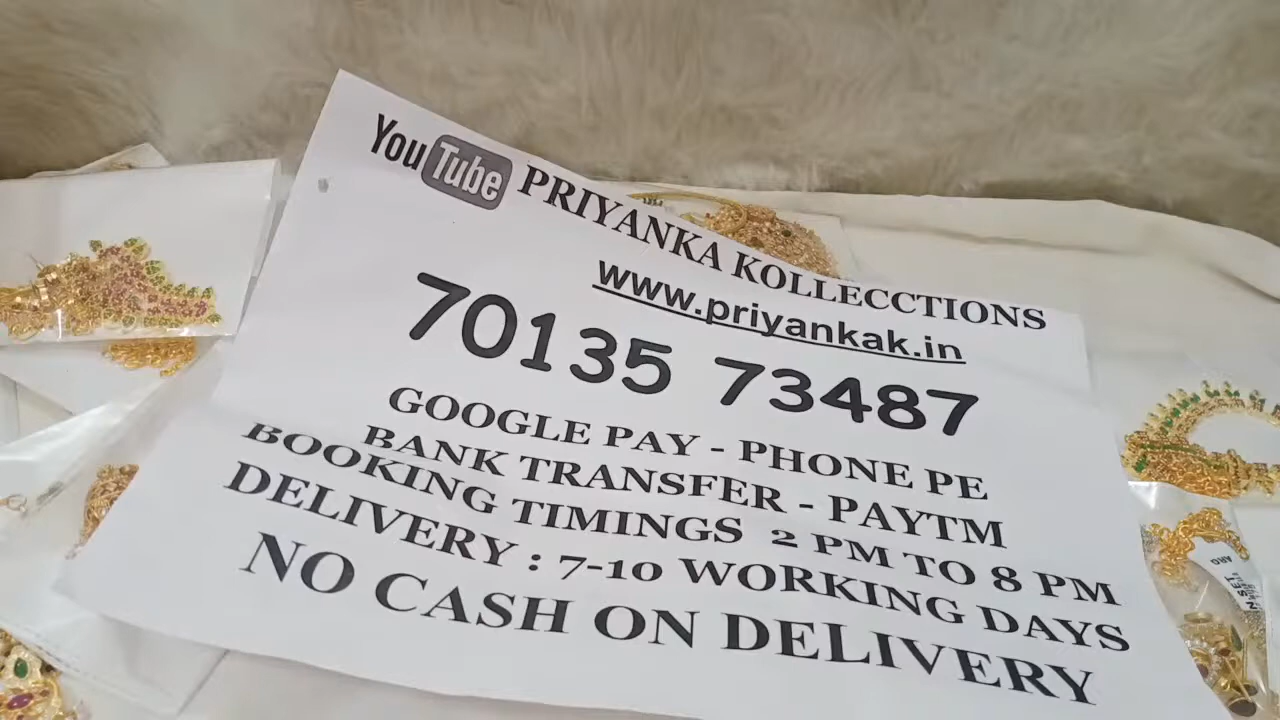 YouTube PRIYANKA KOLLECCTIONS
www.priyankak.in
70135 73487
GOOGLE PAY - PHONE PE
BANK TRANSFER - PAYTM
BOOKING TIMINGS 2 PM TO 8 PM
DELIVERY : 7-10 WORKING DAYS
NO CASH ON DELIVERY